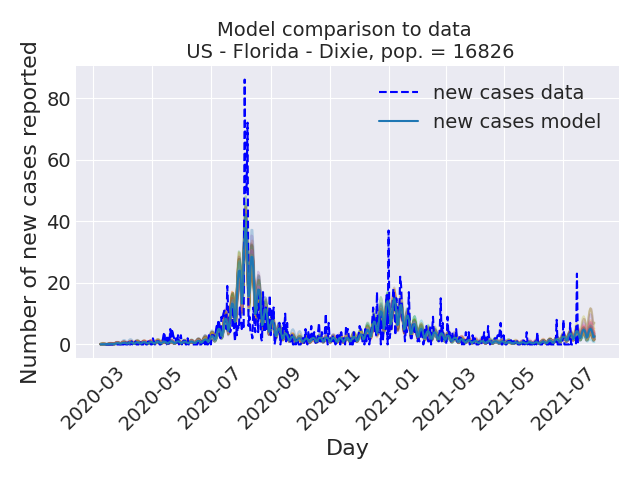 Model comparison to data
US - Florida - Dixie, pop. = 16826
Number of new cases reported
80
60
40
20
0
new cases data
new cases model
2020-03
2020-05
2020-07
2020-09
2020-11
2021-01
2021-03
2021-05
2021-07
Day